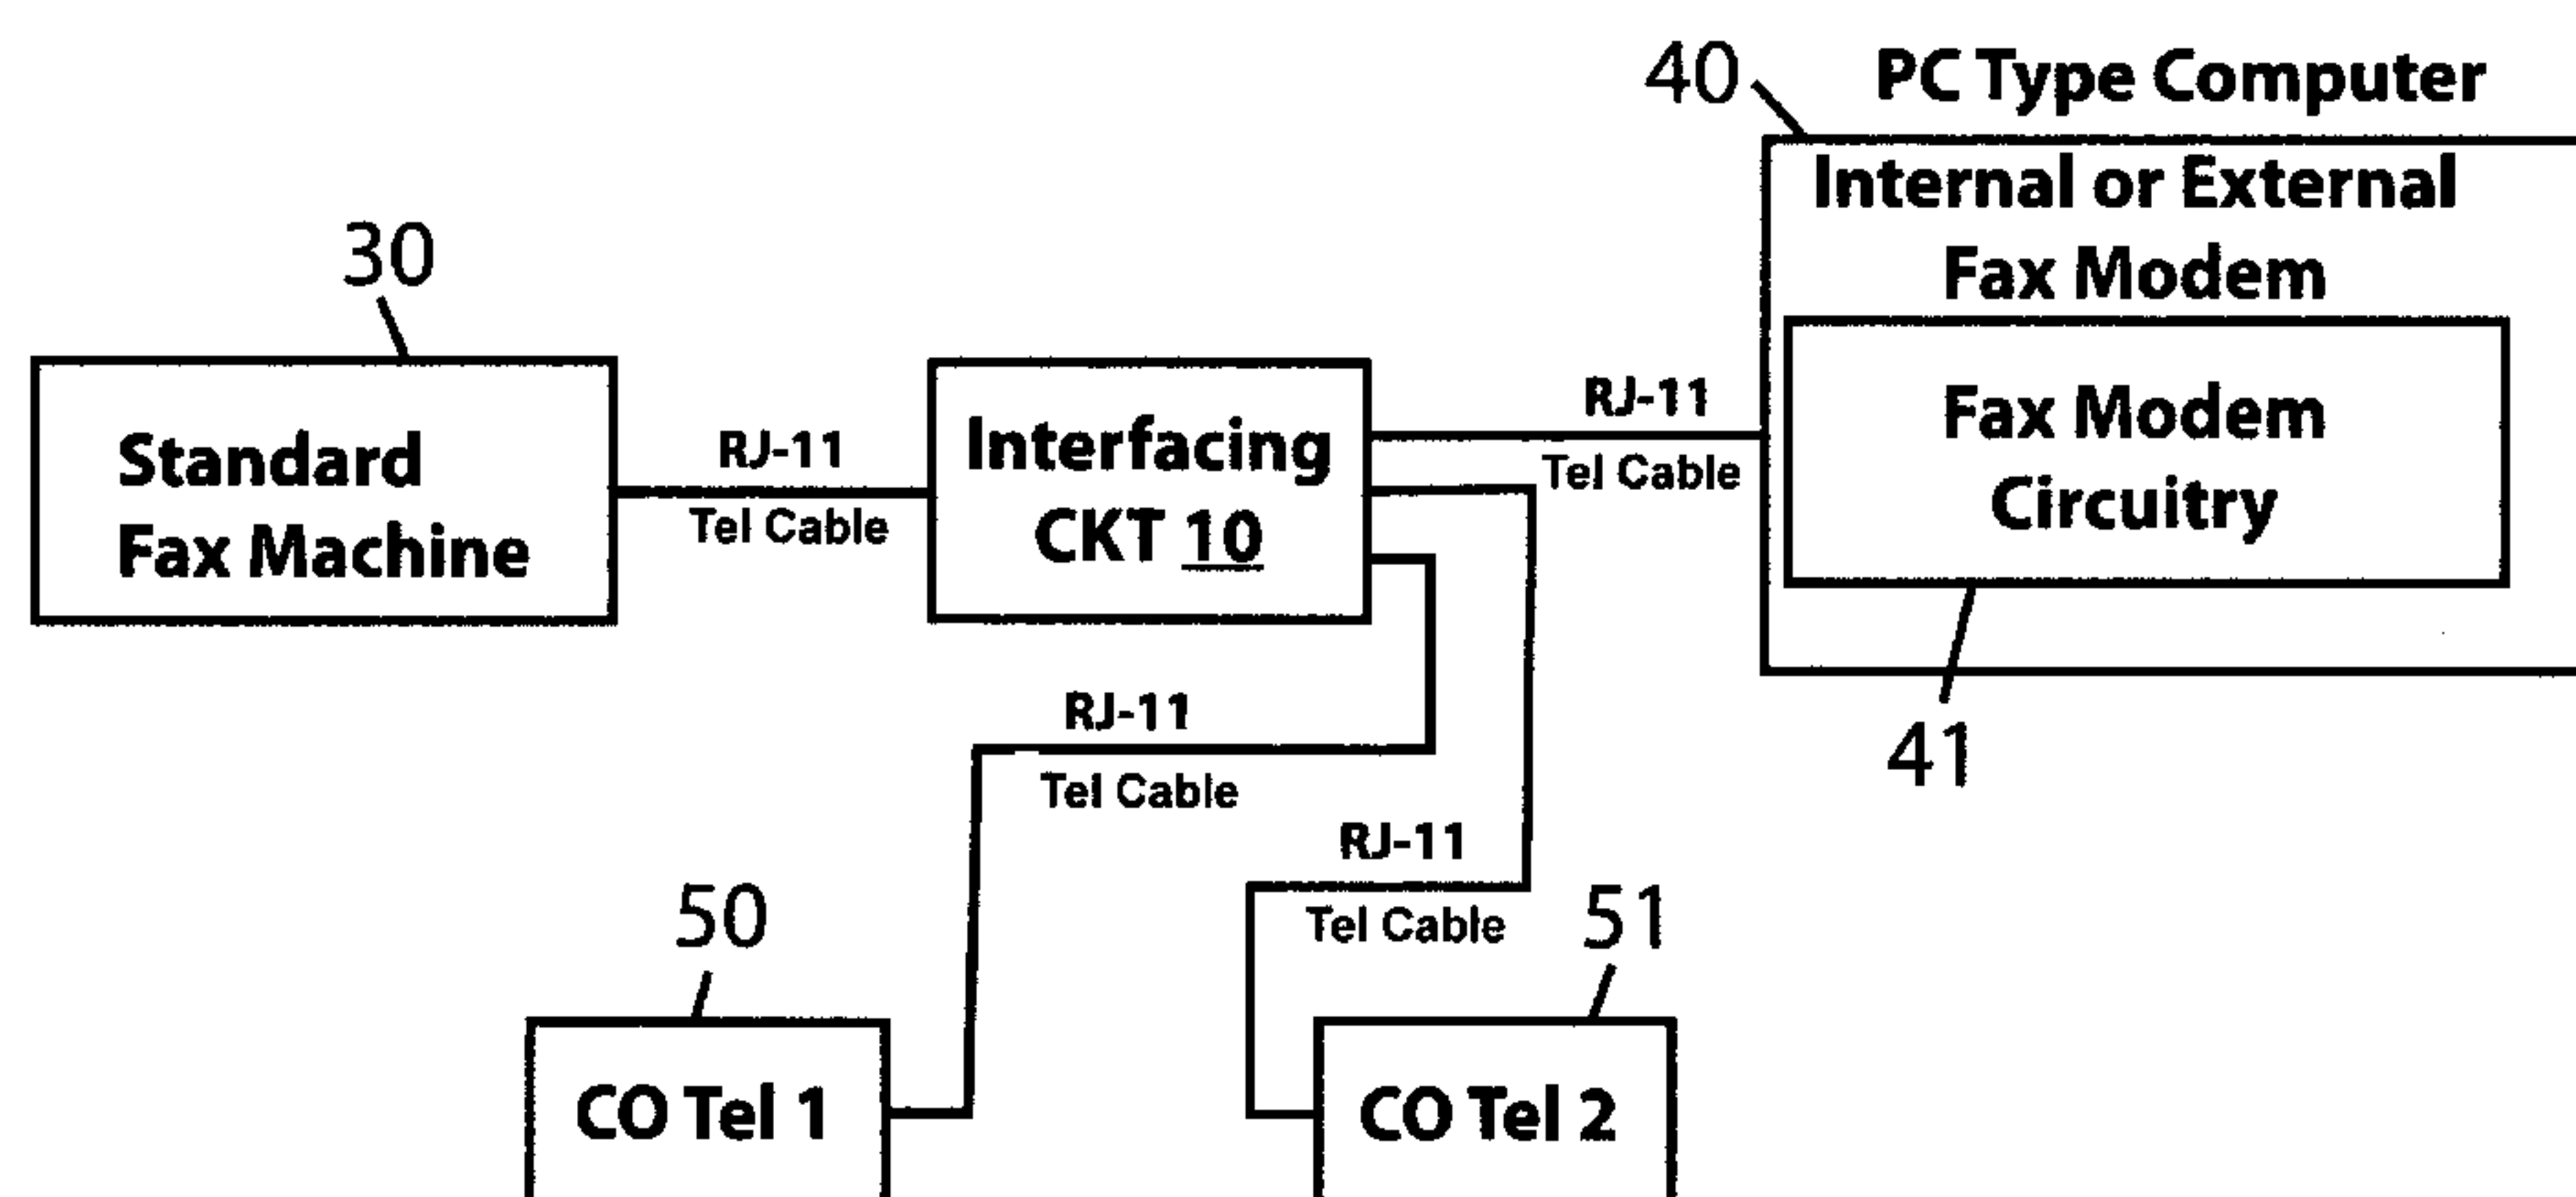 40
PC Type Computer
Internal or External
Fax Modem
30
Standard
Fax Machine
RJ-11
Tel Cable
Interfacing
CKT 10
RJ-11
Tel Cable
Fax Modem
Circuitry
41
RJ-11
Tel Cable
RJ-11
Tel Cable
50
CO Tel 1
51
CO Tel 2